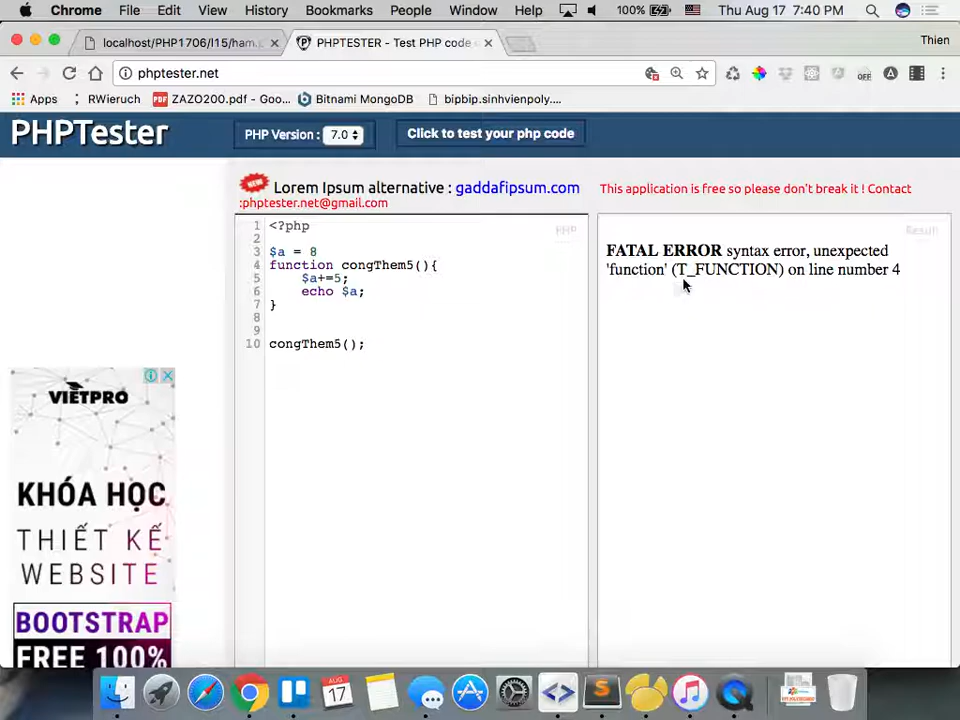 Chrome File Edit View History Bookmarks People Window Help 100% Thu Aug 17 7:40 PM
localhost/PHP1706/l15/ham. PHPTESTER - Test PHP code Thien
phptester.net
Apps RWieruch ZAZO200.pdf - Goo... Bitnami MongoDB bipbip.sinhvienpoly....
PHPTester PHP Version : 7.0 Click to test your php code
Lorem Ipsum alternative : gaddafipsum.com
:phptester.net@gmail.com
This application is free so please don't break it ! Contact
PHP
1 <?php
2
3 $a = 8
4 function congThem5(){
5 $a+=5;
6 echo $a;
7 }
8
9
10 congThem5();
Result
FATAL ERROR syntax error, unexpected
'function' (T_FUNCTION) on line number 4
VIETPRO
KHÓA HỌC
THIẾT KẾ
WEBSITE
BOOTSTRAP
FREE 100%
AUG
17